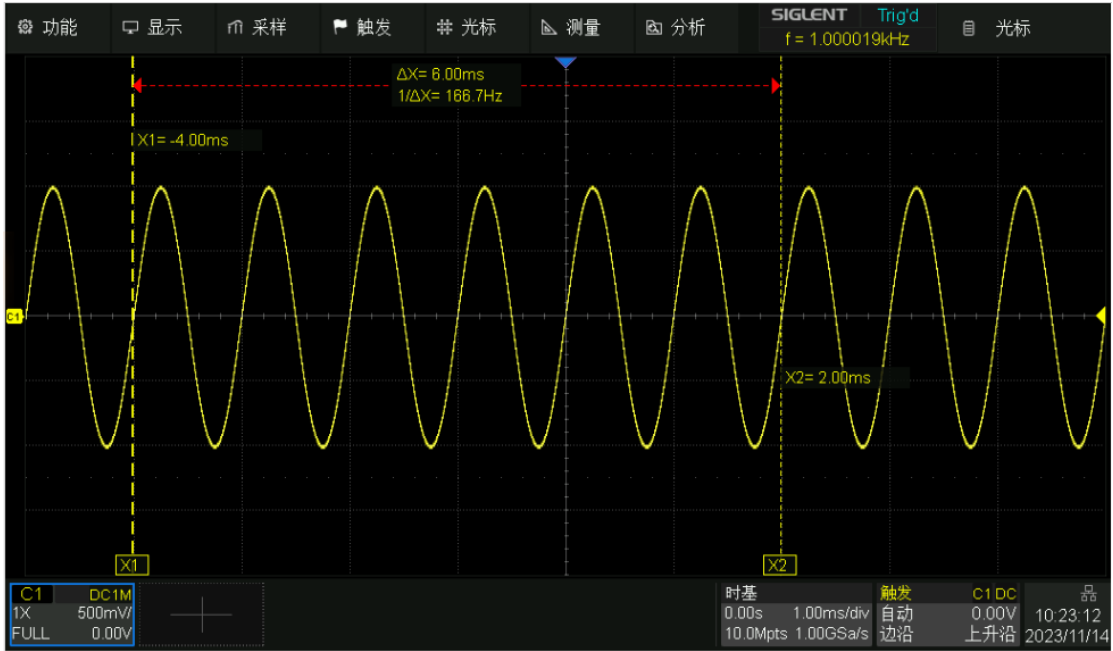 功能 显示 采样 触发 光标 测量 分析 SIGLENT Trig'd 光标
f = 1.000019kHz
ΔX= 6.00ms
1/ΔX= 166.7Hz
X1= -4.00ms
C1
X2= 2.00ms
X1 X2
C1 DC1M
1X 500mV/
FULL 0.00V
时基
0.00s 1.00ms/div
10.0Mpts 1.00GSa/s
触发 C1 DC
自动 0.00V
边沿 上升沿
10:23:12
2023/11/14